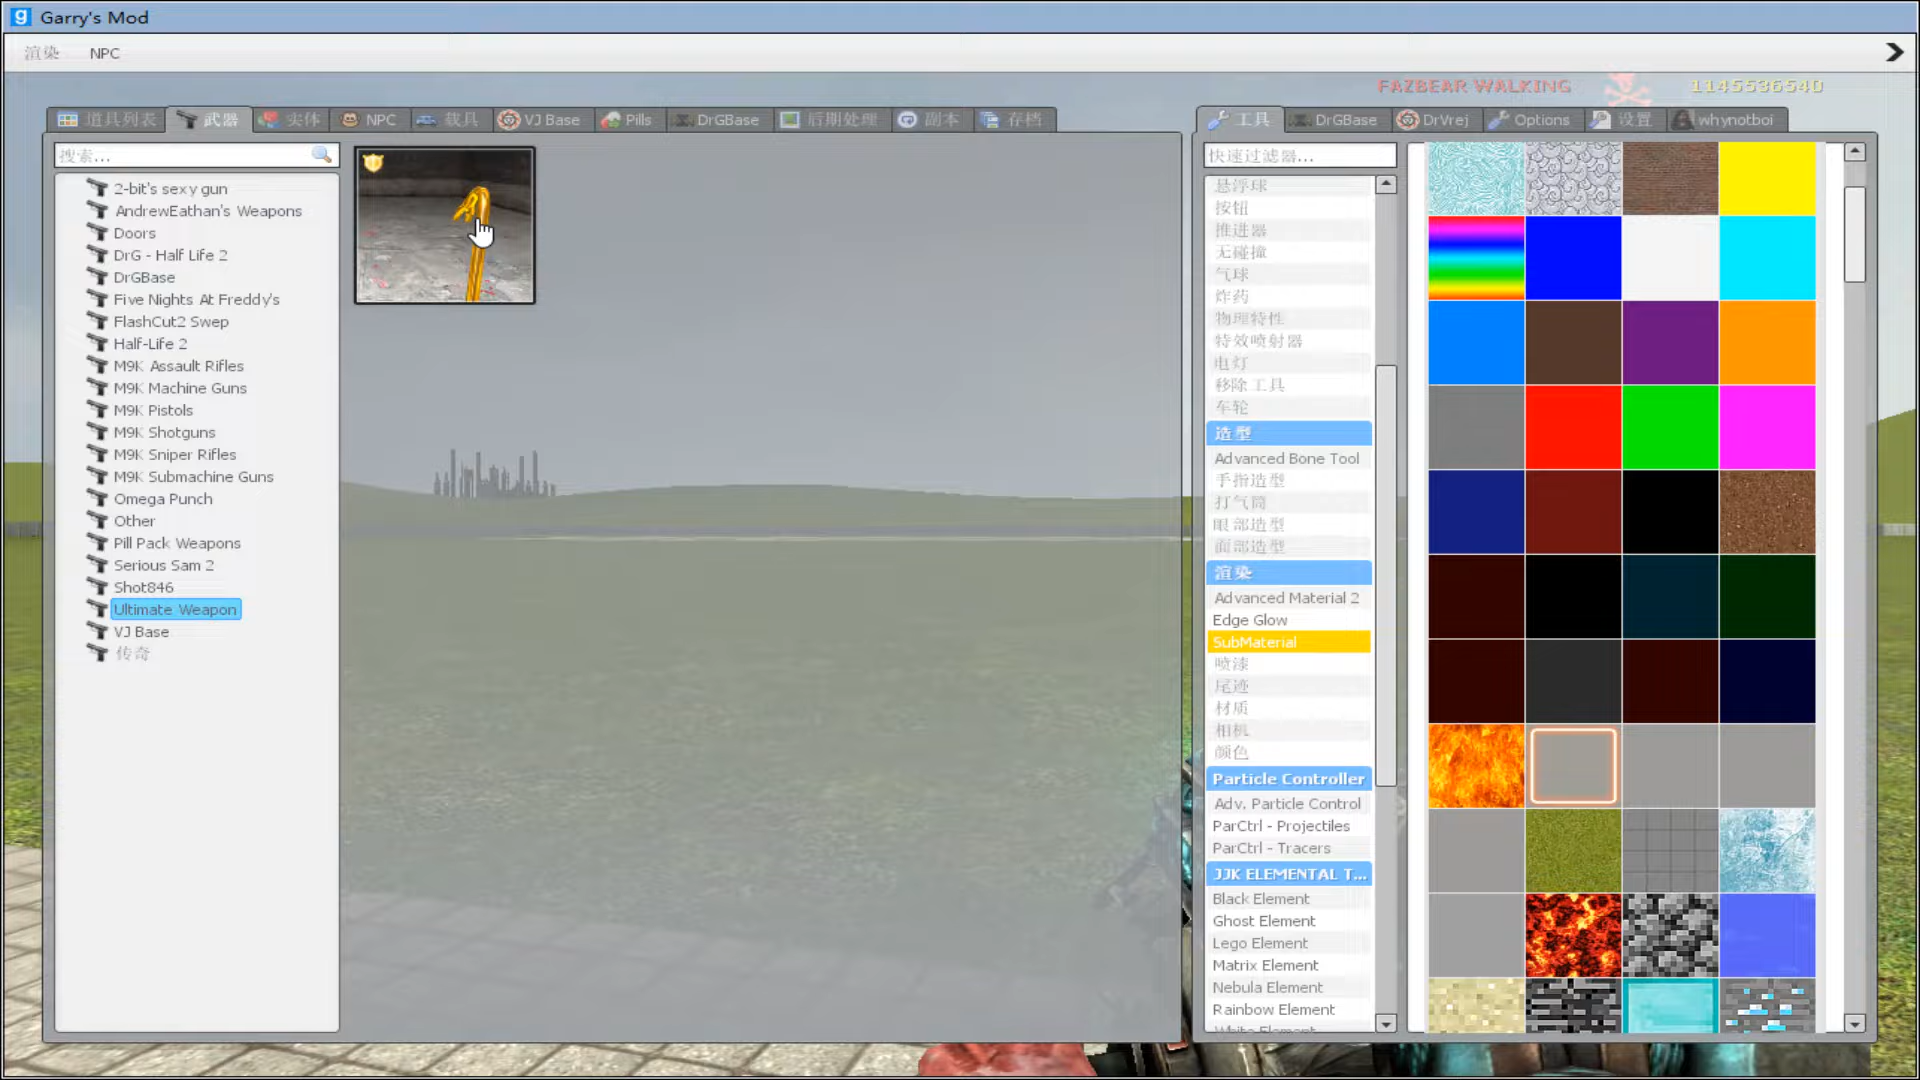 Garry's Mod
渲染 NPC
FAZBEAR WALKING 1145536540
道具列表 武器 实体 NPC 载具 VJ Base Pills DrGBase 后期处理 副本 存档
工具 DrGBase DrVrej Options 设置 whynotboi
搜索...
2-bit's sexy gun
AndrewEathan's Weapons
Doors
DrG - Half Life 2
DrGBase
Five Nights At Freddy's
FlashCut2 Swep
Half-Life 2
M9K Assault Rifles
M9K Machine Guns
M9K Pistols
M9K Shotguns
M9K Sniper Rifles
M9K Submachine Guns
Omega Punch
Other
Pill Pack Weapons
Serious Sam 2
Shot846
Ultimate Weapon
VJ Base
传奇
快速过滤器...
悬浮球
按钮
推进器
无碰撞
气球
炸药
物理特性
特效喷射器
电灯
移除工具
车轮
造型
Advanced Bone Tool
手指造型
打气筒
眼部造型
面部造型
渲染
Advanced Material 2
Edge Glow
SubMaterial
喷漆
尾迹
材质
相机
颜色
Particle Controller
Adv. Particle Control
ParCtrl - Projectiles
ParCtrl - Tracers
JJK ELEMENTAL T...
Black Element
Ghost Element
Lego Element
Matrix Element
Nebula Element
Rainbow Element
White Element